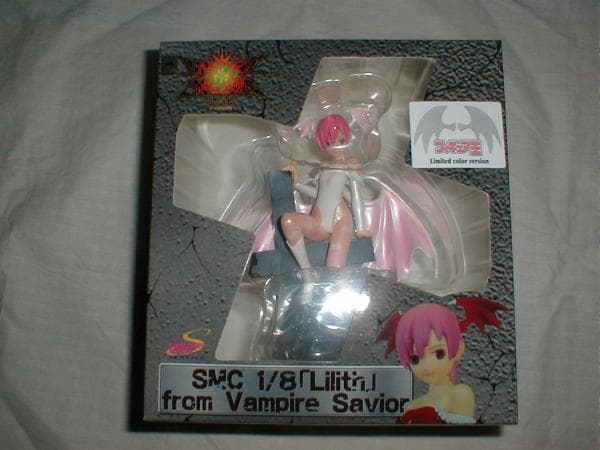 フィギュア王
Limited color version
S
SMC 1/8「Lilith」
from Vampire Savior